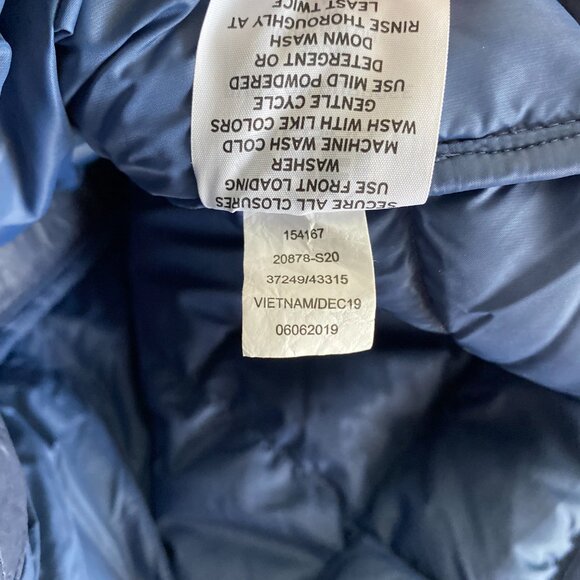 SECURE ALL CLOSURES
USE FRONT LOADING
WASHER
MACHINE WASH COLD
WASH WITH LIKE COLORS
GENTLE CYCLE
USE MILD POWDERED
DETERGENT OR
DOWN WASH
RINSE THOROUGHLY AT
LEAST TWICE
154167
20878-S20
37249/43315
VIETNAM/DEC19
06062019